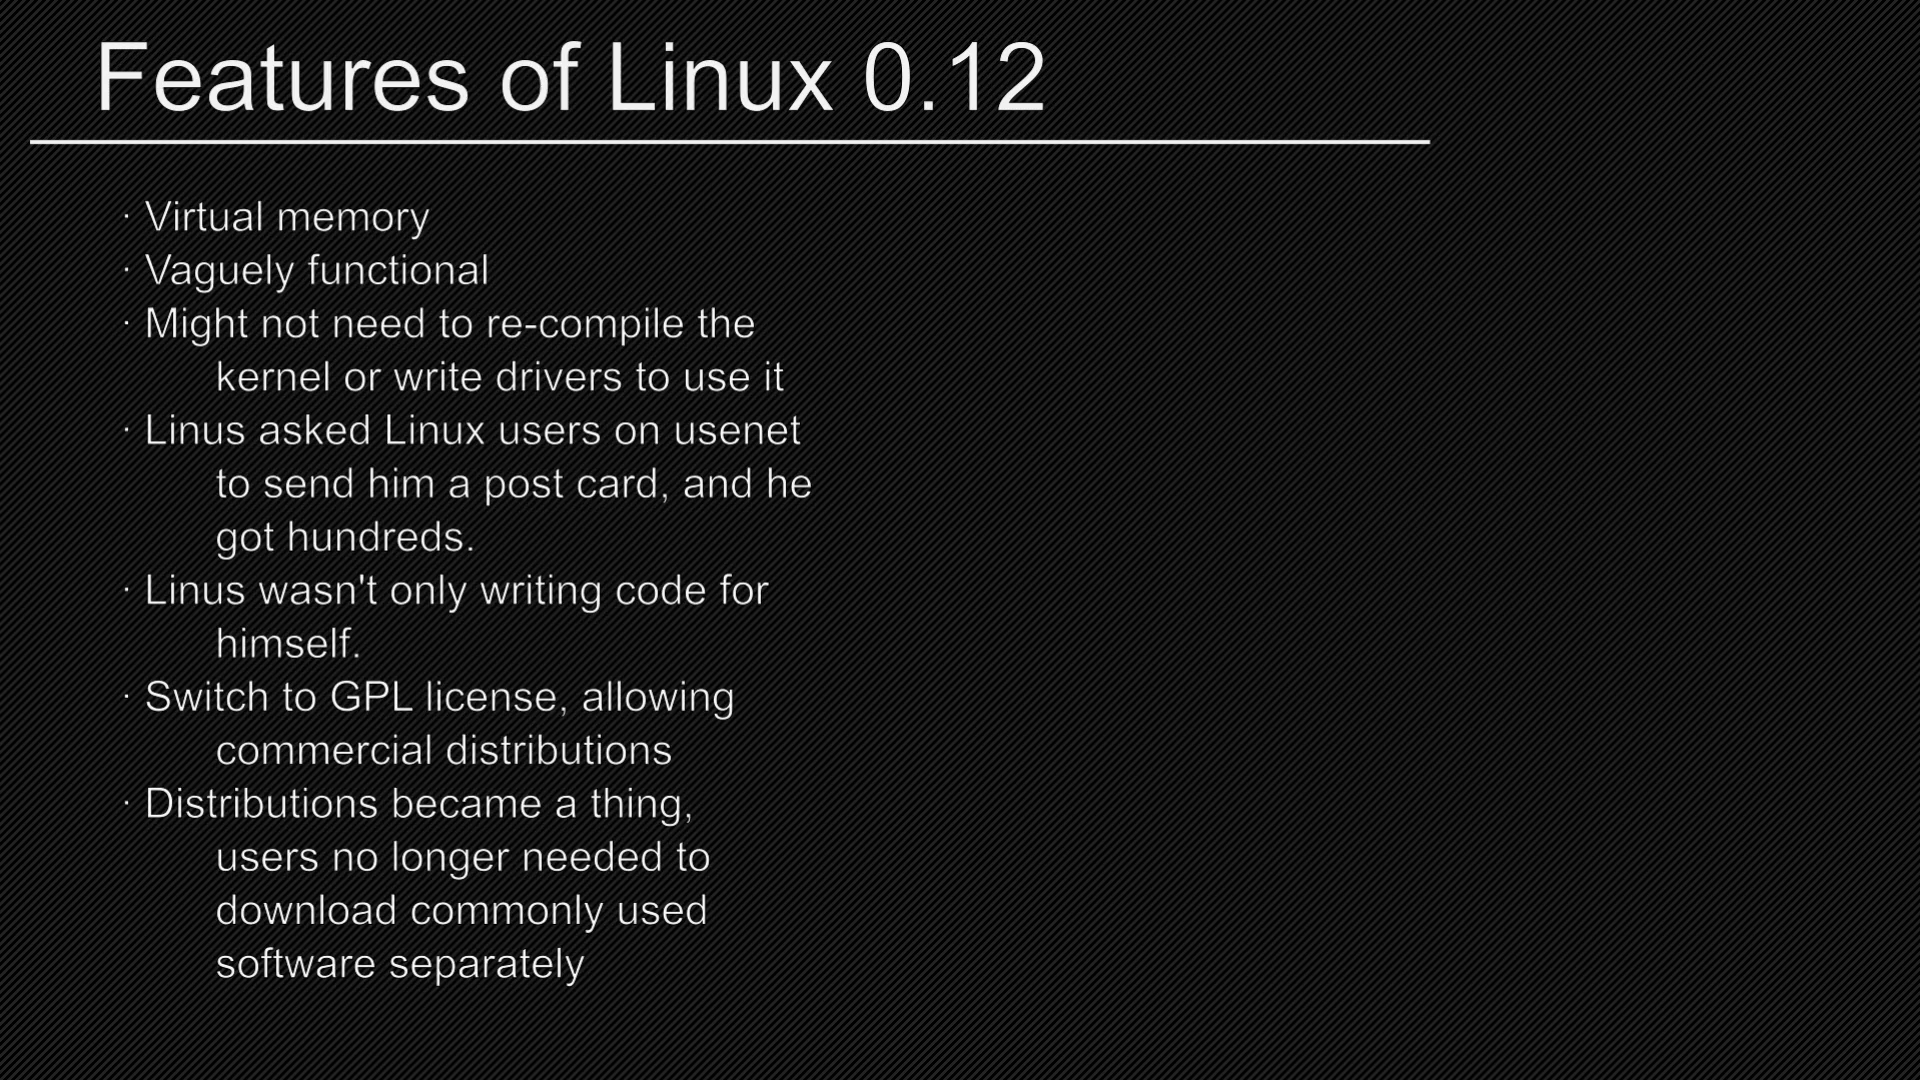 Features of Linux 0.12
· Virtual memory
· Vaguely functional
· Might not need to re-compile the
kernel or write drivers to use it
· Linus asked Linux users on usenet
to send him a post card, and he
got hundreds.
· Linus wasn't only writing code for
himself.
· Switch to GPL license, allowing
commercial distributions
· Distributions became a thing,
users no longer needed to
download commonly used
software separately